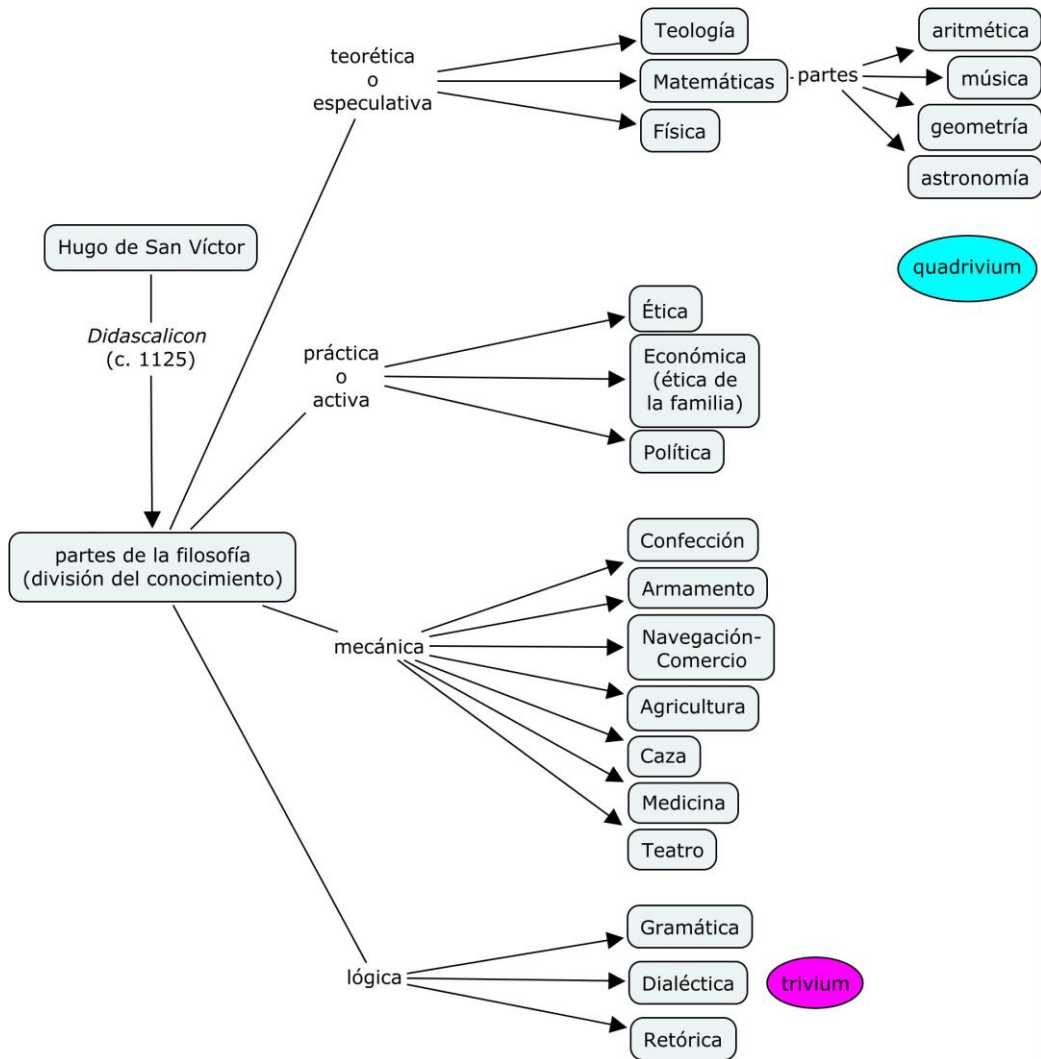 teorética
o
especulativa
Teología
Matemáticas
Física
partes
aritmética
música
geometría
astronomía
quadrivium
Hugo de San Víctor
Didascalicon
(c. 1125)
práctica
o
activa
Ética
Económica
(ética de
la familia)
Política
partes de la filosofía
(división del conocimiento)
mecánica
Confección
Armamento
Navegación-
Comercio
Agricultura
Caza
Medicina
Teatro
lógica
Gramática
Dialéctica
Retórica
trivium